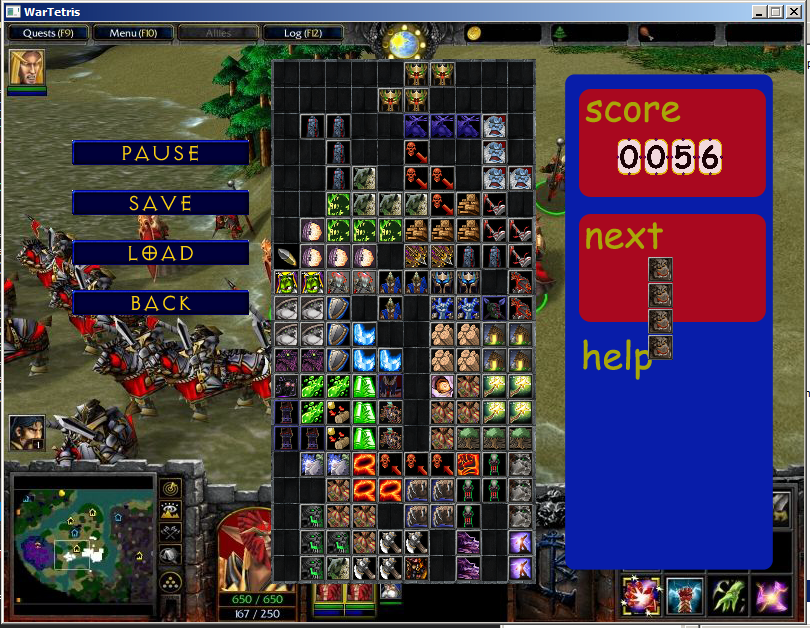 WarTetris
Quests (F9)
Menu (F10)
Allies
Log (F12)
score
0056
PAUSE
SAVE
LOAD
BACK
next
help
1
650 / 650
167 / 250